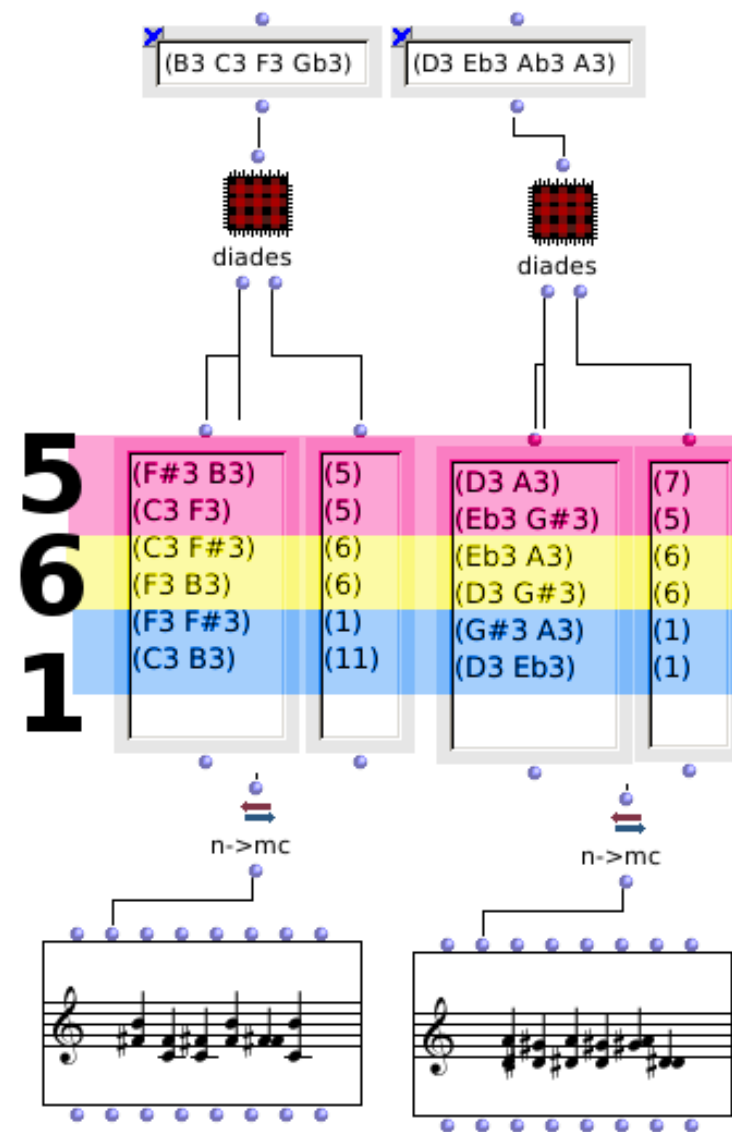 (B3 C3 F3 Gb3)
(D3 Eb3 Ab3 A3)
diades
diades
5
6
1
(F#3 B3)
(C3 F3)
(C3 F#3)
(F3 B3)
(F3 F#3)
(C3 B3)
(5)
(5)
(6)
(6)
(1)
(11)
(D3 A3)
(Eb3 G#3)
(Eb3 A3)
(D3 G#3)
(G#3 A3)
(D3 Eb3)
(7)
(5)
(6)
(6)
(1)
(1)
n->mc
n->mc